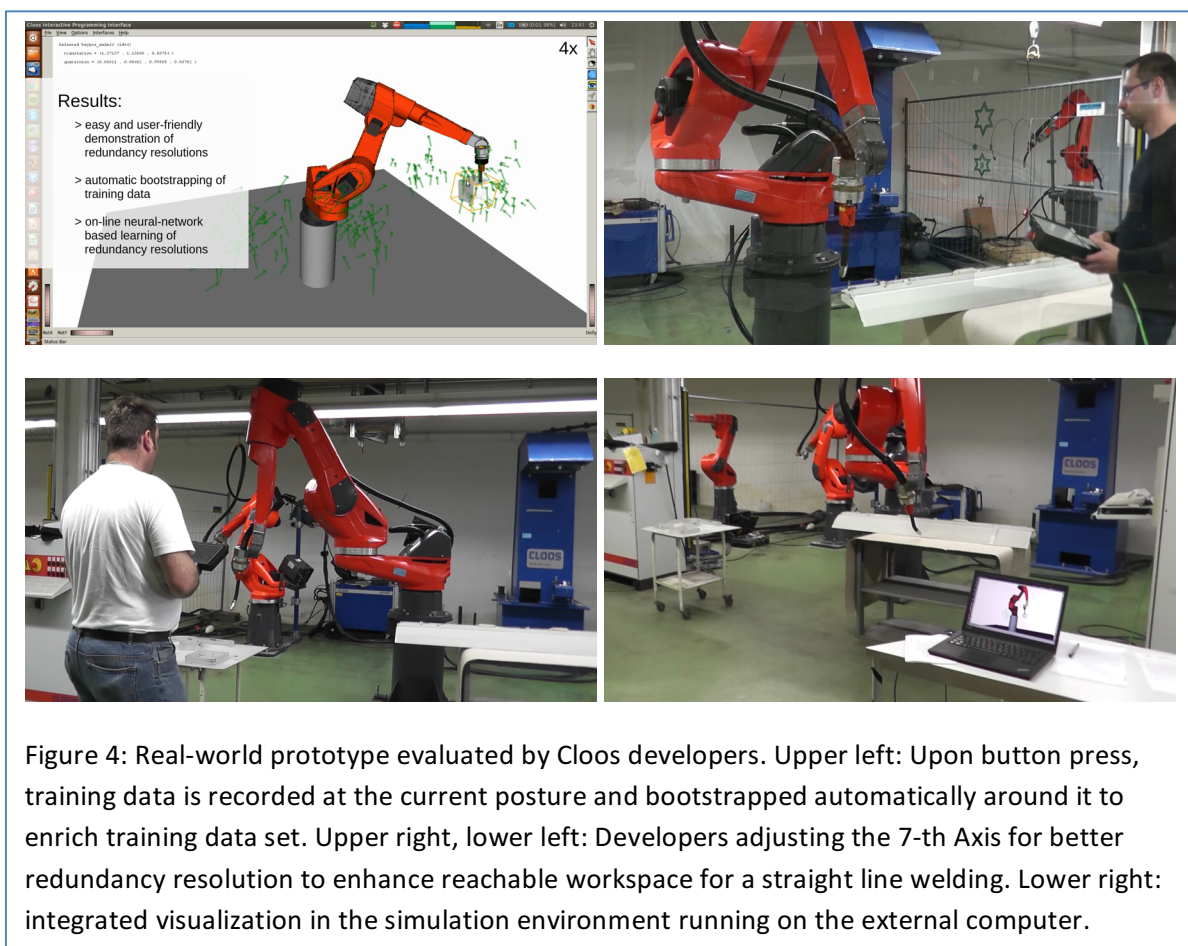 Cloos Interactive Programming Interface
File View Options Interfaces Help
4x
Results:
> easy and user-friendly
demonstration of
redundancy resolutions
> automatic bootstrapping of
training data
> on-line neural-network
based learning of
redundancy resolutions
RotX RotY
Dolly
Status Bar
CLOOS
CLOOS
Figure 4: Real-world prototype evaluated by Cloos developers. Upper left: Upon button press,
training data is recorded at the current posture and bootstrapped automatically around it to
enrich training data set. Upper right, lower left: Developers adjusting the 7-th Axis for better
redundancy resolution to enhance reachable workspace for a straight line welding. Lower right:
integrated visualization in the simulation environment running on the external computer.